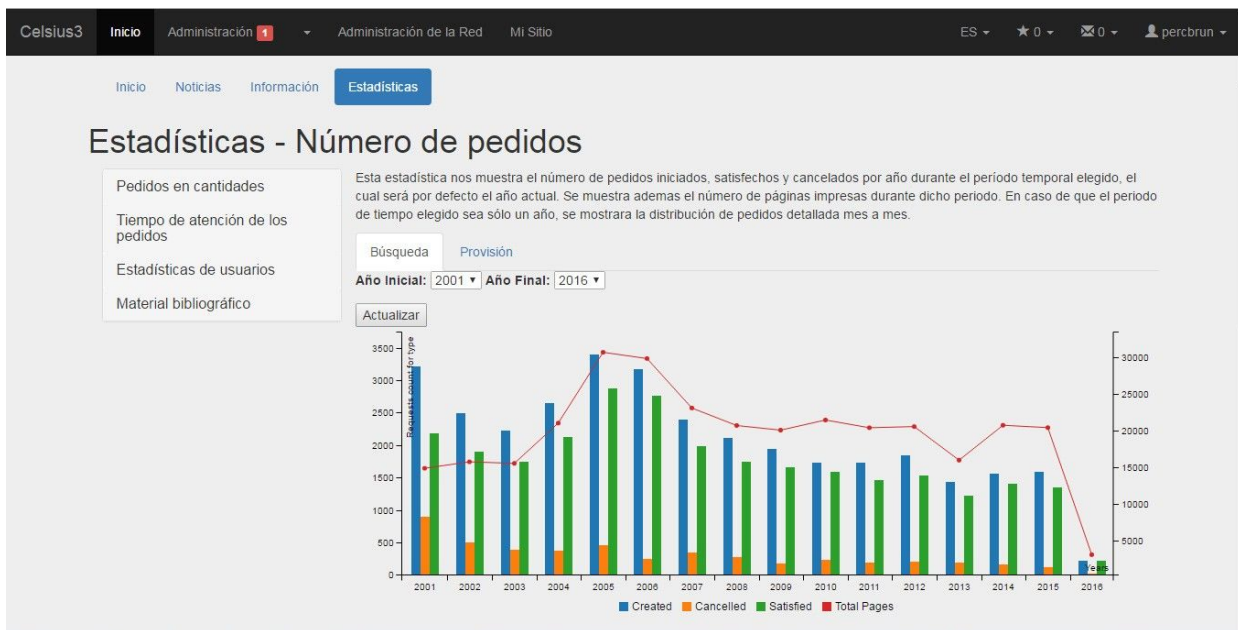 Celsius3 Inicio Administración 1 Administración de la Red Mi Sitio ES 0 0 percbrun
Inicio Noticias Información Estadísticas
Estadísticas - Número de pedidos
Pedidos en cantidades
Tiempo de atención de los
pedidos
Estadísticas de usuarios
Material bibliográfico
Esta estadística nos muestra el número de pedidos iniciados, satisfechos y cancelados por año durante el período temporal elegido, el
cual será por defecto el año actual. Se muestra ademas el número de páginas impresas durante dicho periodo. En caso de que el periodo
de tiempo elegido sea sólo un año, se mostrara la distribución de pedidos detallada mes a mes.
Búsqueda Provisión
Año Inicial: 2001 Año Final: 2016
Actualizar
Requests count for type
3500
3000
2500
2000
1500
1000
500
0
30000
25000
20000
15000
10000
5000
Years
2001 2002 2003 2004 2005 2006 2007 2008 2009 2010 2011 2012 2013 2014 2015 2016
Created Cancelled Satisfied Total Pages